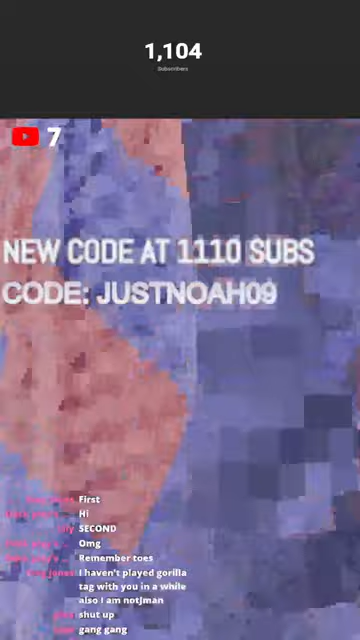 1,104
Subscribers
7
NEW CODE AT 1110 SUBS
CODE: JUSTNOAH09
First
Hi
SECOND
Omg
Remember toes
I haven't played gorilla
tag with you in a while
also I am notJman
shut up
gang gang